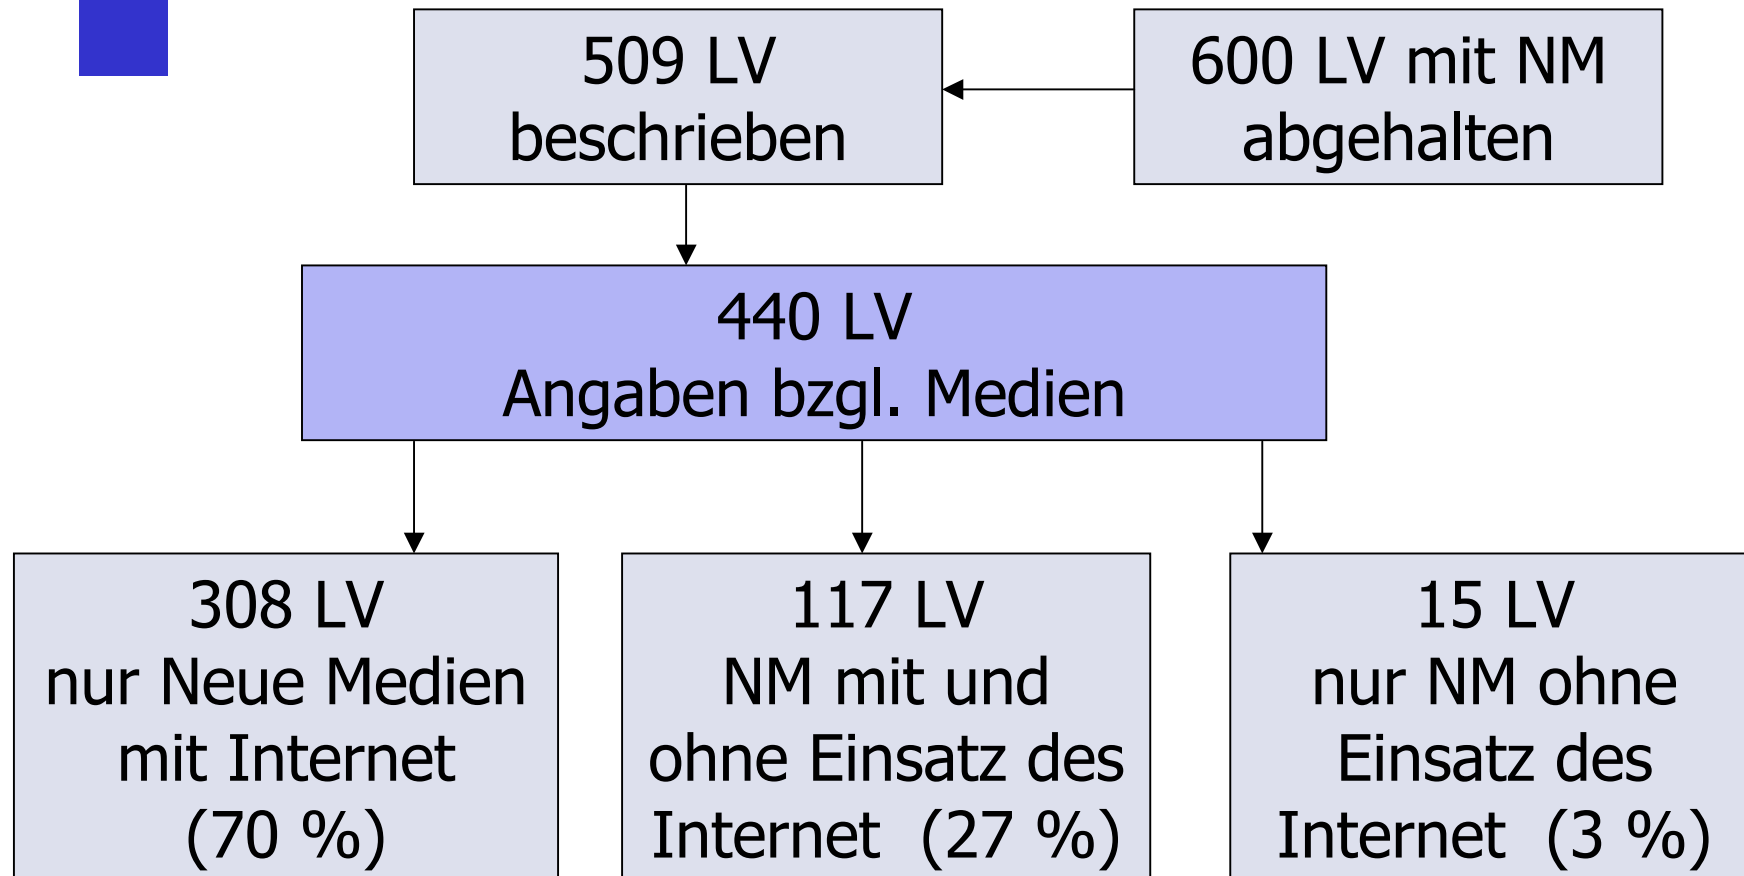 509 LV
beschrieben
600 LV mit NM
abgehalten
440 LV
Angaben bzgl. Medien
308 LV
nur Neue Medien
mit Internet
(70 %)
117 LV
NM mit und
ohne Einsatz des
Internet (27 %)
15 LV
nur NM ohne
Einsatz des
Internet (3 %)